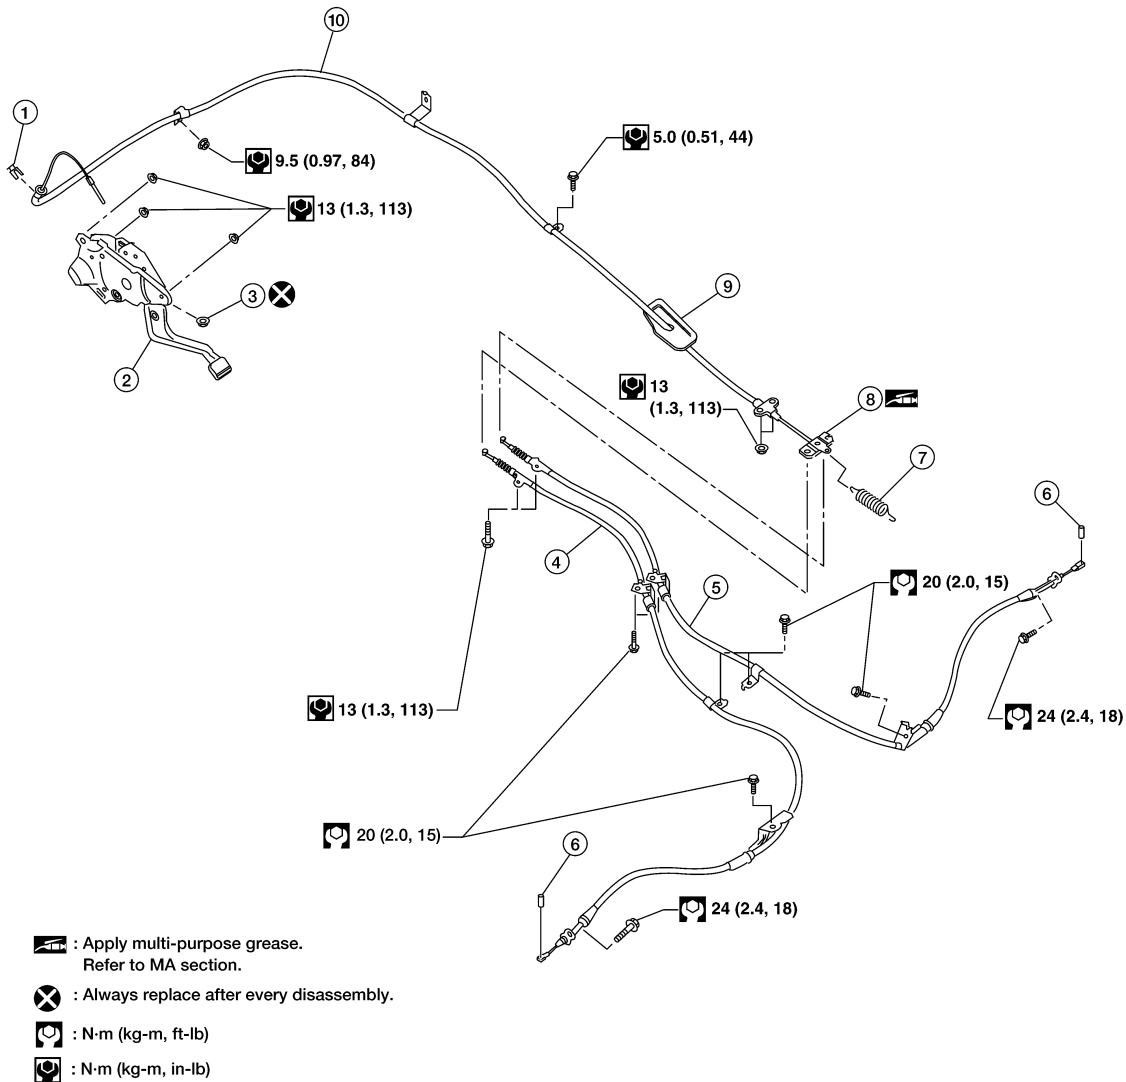 10
1
5.0 (0.51, 44)
9.5 (0.97, 84)
13 (1.3, 113)
9
3
2
13
(1.3, 113)
8
7
6
4
5
20 (2.0, 15)
13 (1.3, 113)
24 (2.4, 18)
20 (2.0, 15)
6
24 (2.4, 18)
: Apply multi-purpose grease.
Refer to MA section.
: Always replace after every disassembly.
: N·m (kg-m, ft-lb)
: N·m (kg-m, in-lb)